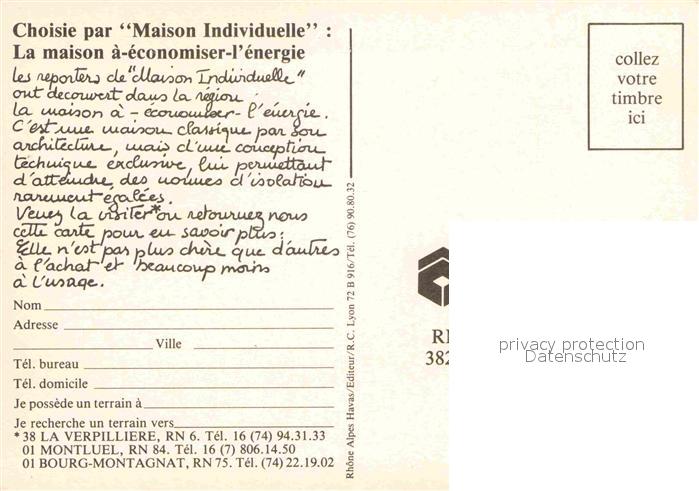 Choisie par ‘‘Maison Individuelle’’ :
La maison à-économiser-l'énergie
les reporters de "Maison Individuelle"
ont decouvert dans la région :
la maison à - économiser - l'énergie.
C'est une maison classique par son
architecture, mais d'une conception
technique exclusive, lui permettant
d'atteindre des normes d'isolation
rarement égalées.
Venez la visiter* ou retournez nous
cette carte pour en savoir plus :
Elle n'est pas plus chère que d'autres
à l'achat et beaucoup moins
à l'usage.
Nom
Adresse
Ville
Tél. bureau
Tél. domicile
Je possède un terrain à
Je recherche un terrain vers
*38 LA VERPILLIERE, RN 6. Tél. 16 (74) 94.31.33
01 MONTLUEL, RN 84. Tél. 16 (7) 806.14.50
01 BOURG-MONTAGNAT, RN 75. Tél. (74) 22.19.02
Rhône Alpes Havas/Editeur/R.C. Lyon 72 B 916/Tél. (76) 90.80.32
collez
votre
timbre
ici
RN
382
privacy protection
Datenschutz